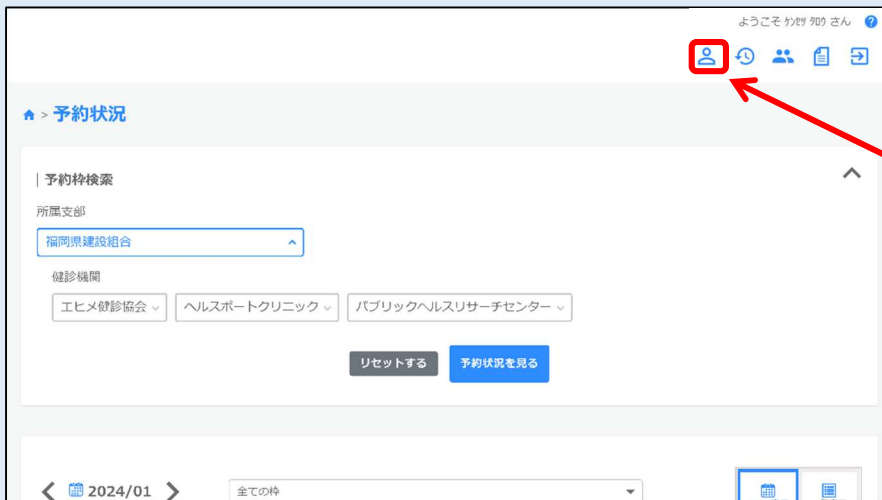 ようこそ ｹﾝｾﾂ ﾀﾛｳ さん ?
> 予約状況
| 予約枠検索
所属支部
福岡県建設組合
健診機関
エヒメ健診協会 ヘルスポートクリニック パブリックヘルスリサーチセンター
リセットする 予約状況を見る
2024/01 全ての枠